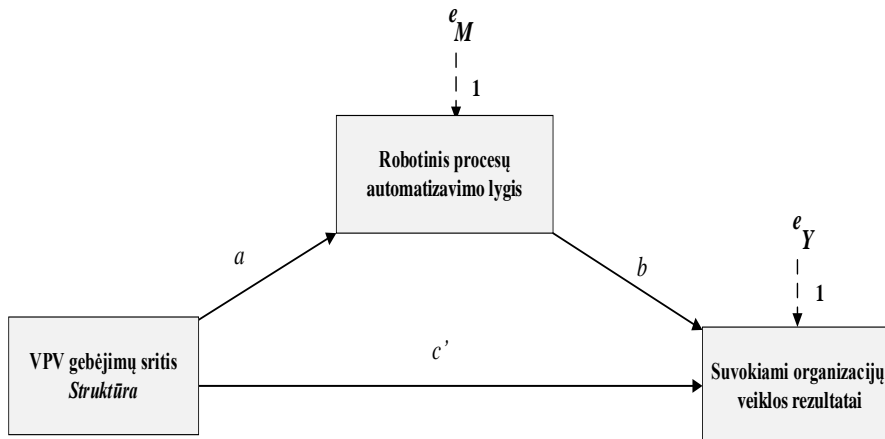 e
M
1
Robotinis procesų
automatizavimo lygis
a
b
e
Y
1
VPV gebėjimų sritis
Struktūra
c’
Suvokiami organizacijų
veiklos rezultatai